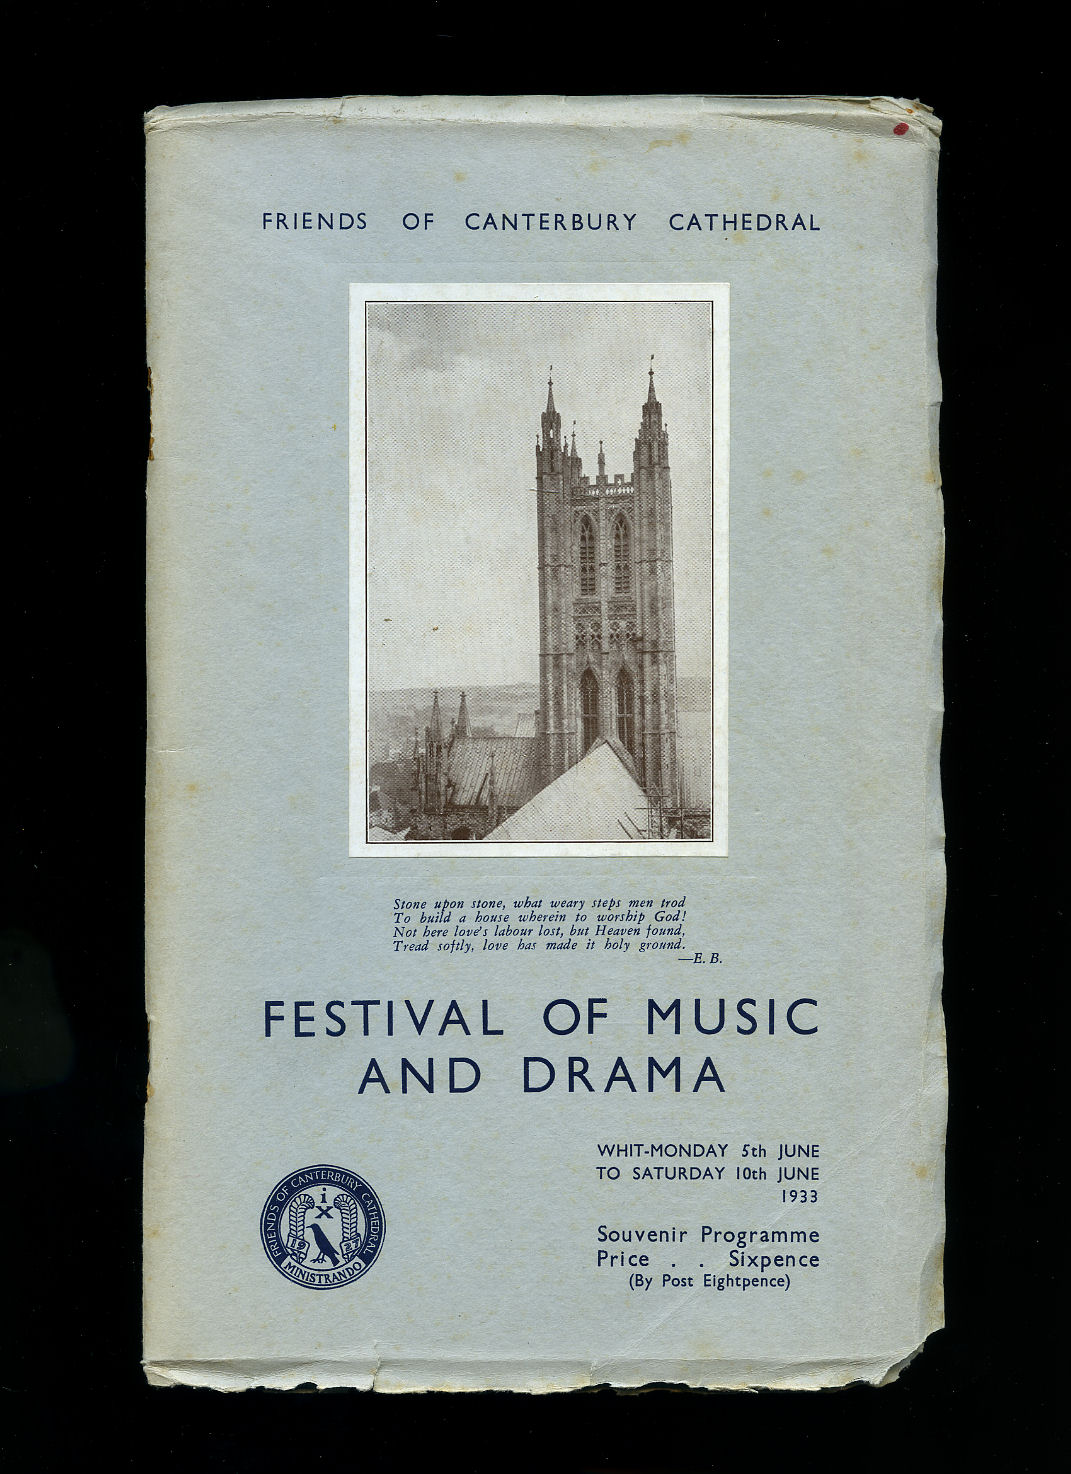 FRIENDS OF CANTERBURY CATHEDRAL
Stone upon stone, what weary steps men trod
To build a house wherein to worship God!
Not here love's labour lost, but Heaven found,
Tread softly, love has made it holy ground.
—E. B.
FESTIVAL OF MUSIC
AND DRAMA
WHIT-MONDAY 5th JUNE
TO SATURDAY 10th JUNE
1933
FRIENDS OF CANTERBURY CATHEDRAL
i
x
19 27
MINISTRANDO
Souvenir Programme
Price . . Sixpence
(By Post Eightpence)